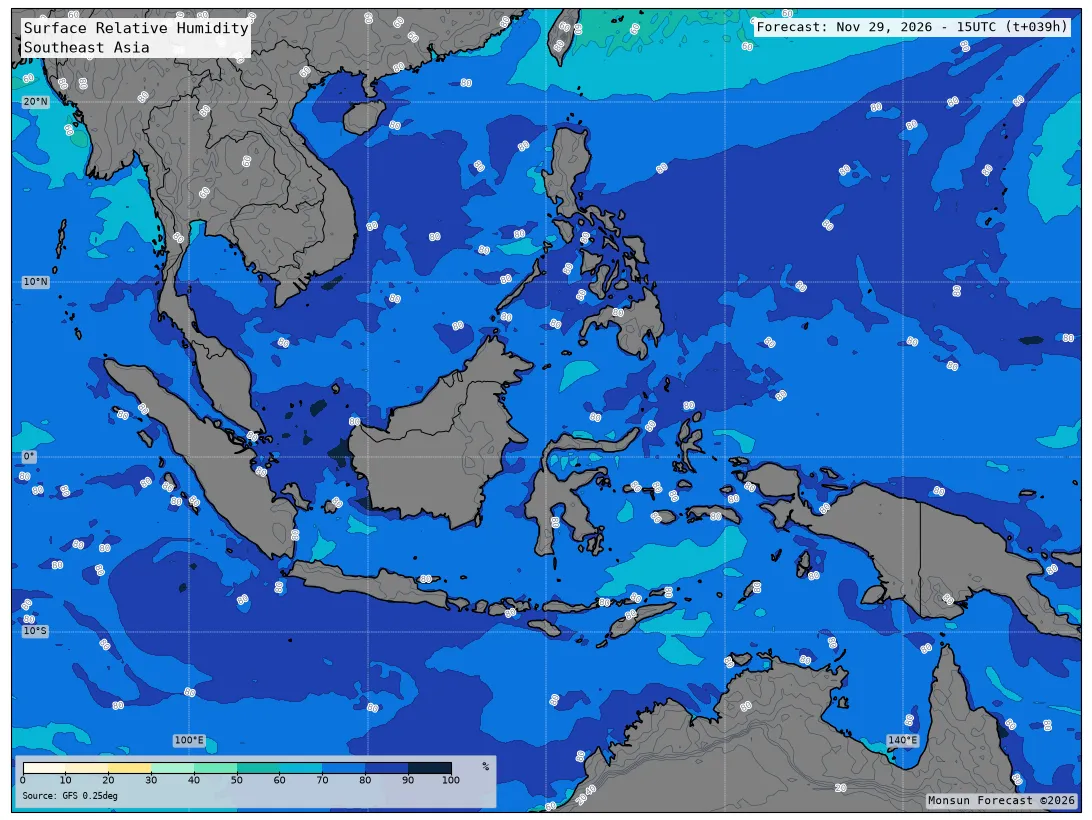 Surface Relative Humidity
Southeast Asia
Forecast: Nov 29, 2026 - 15UTC (t+039h)
20°N
10°N
0°
10°S
100°E
140°E
0 10 20 30 40 50 60 70 80 90 100 %
Source: GFS 0.25deg
Monsun Forecast ©2026